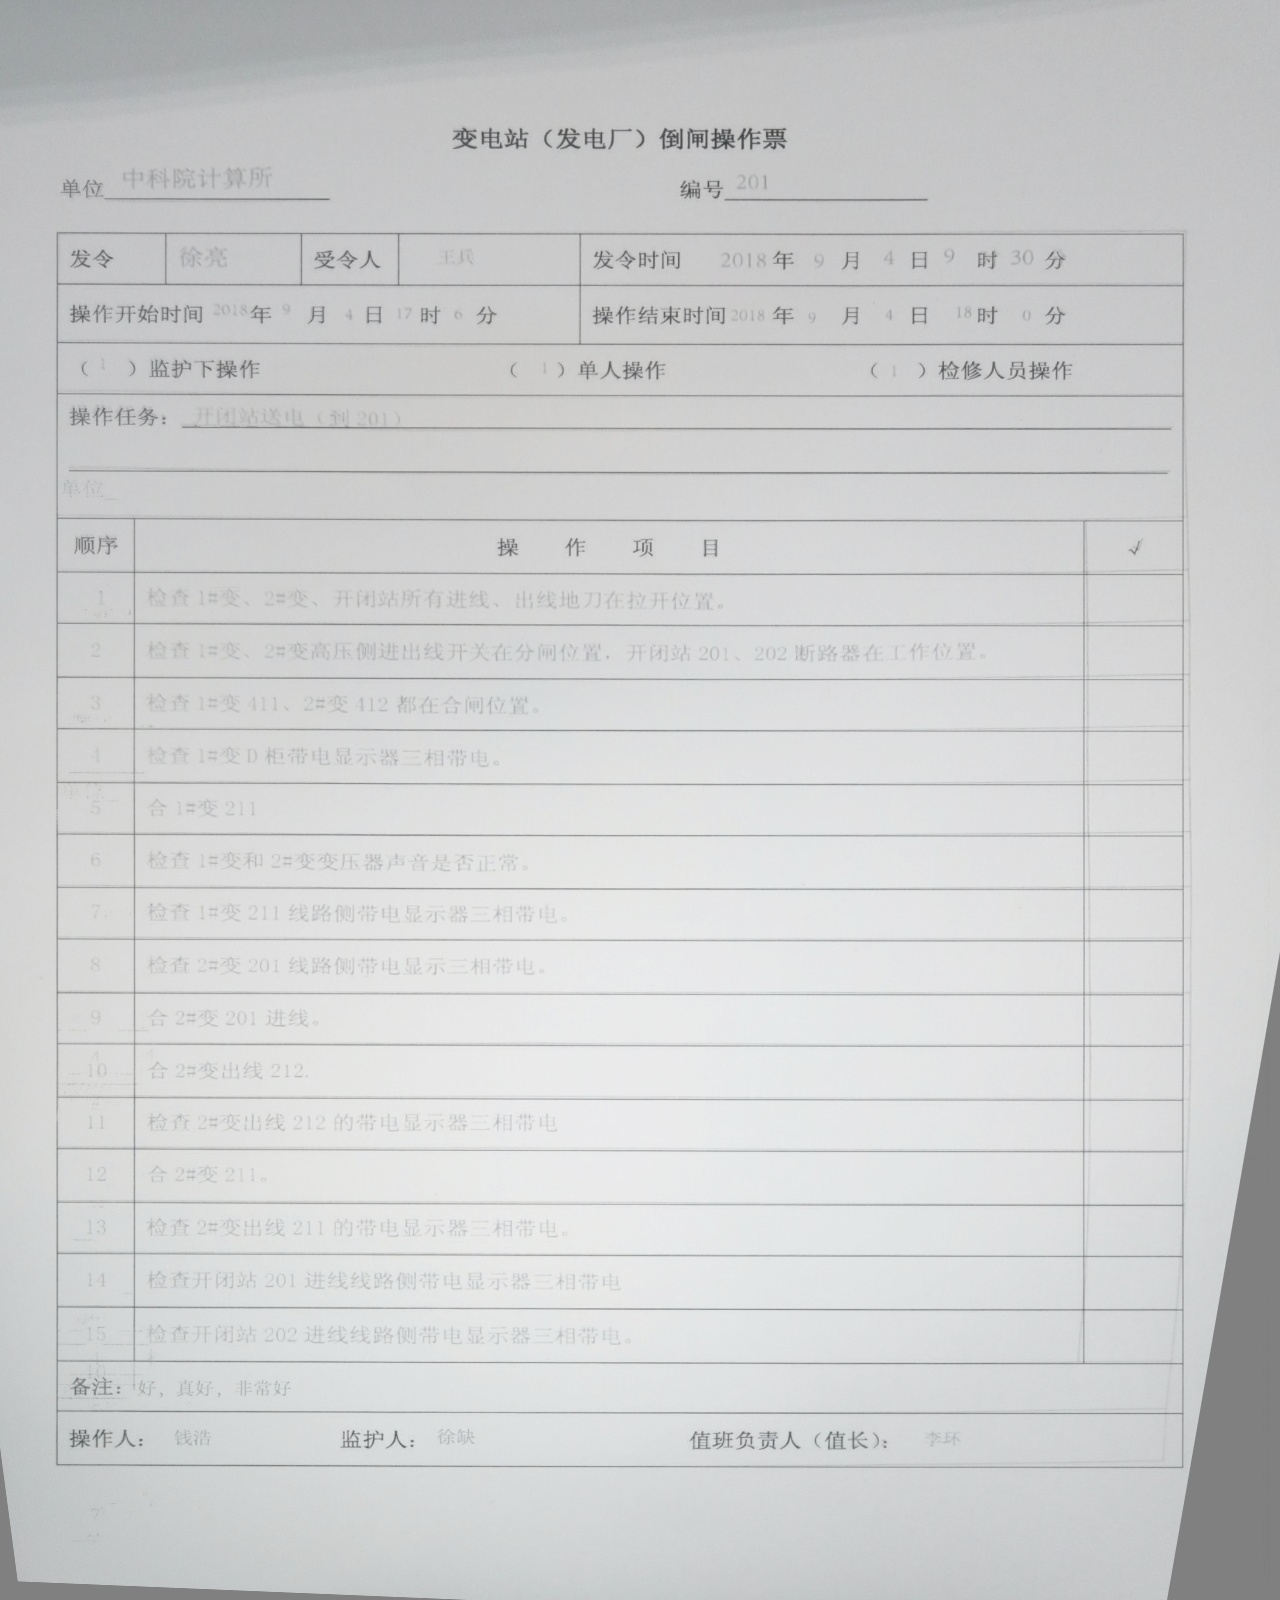 变电站（发电厂）倒闸操作票
单位 中科院计算所 编号 201
发令 徐亮 受令人 王兵 发令时间 2018 年 9 月 4 日 9 时 30 分
操作开始时间 2018 年 9 月 4 日 17 时 6 分 操作结束时间 2018 年 9 月 4 日 18 时 0 分
（ 1 ）监护下操作 （ 1 ）单人操作 （ 1 ）检修人员操作
操作任务： 开闭站送电（到 201）
单位
顺序 操 作 项 目 √
1 检查 1#变、2#变、开闭站所有进线、出线地刀在拉开位置。
2 检查 1#变、2#变高压侧进出线开关在分闸位置，开闭站 201、202 断路器在工作位置。
3 检查 1#变 411、2#变 412 都在合闸位置。
4 检查 1#变 D 柜带电显示器三相带电。
5 合 1#变 211
6 检查 1#变和 2#变变压器声音是否正常。
7 检查 1#变 211 线路侧带电显示器三相带电。
8 检查 2#变 201 线路侧带电显示三相带电。
9 合 2#变 201 进线。
10 合 2#变出线 212.
11 检查 2#变出线 212 的带电显示器三相带电
12 合 2#变 211。
13 检查 2#变出线 211 的带电显示器三相带电。
14 检查开闭站 201 进线线路侧带电显示器三相带电
15 检查开闭站 202 进线线路侧带电显示器三相带电。
备注：好，真好，非常好
操作人： 钱浩 监护人： 徐缺 值班负责人（值长）： 李环